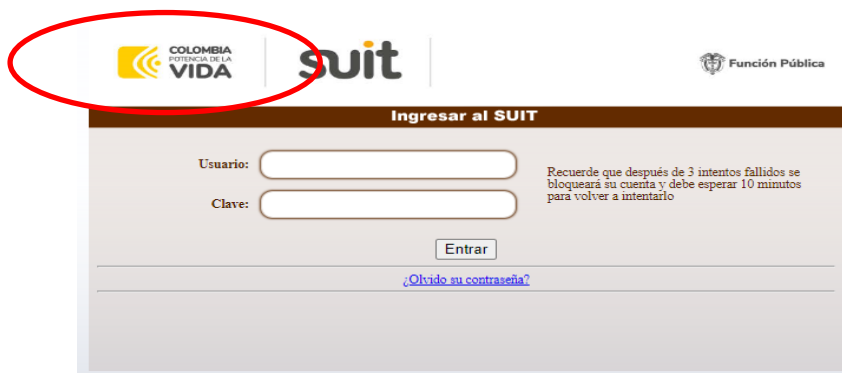 COLOMBIA
POTENCIA DE LA
VIDA
suit
Función Pública
Ingresar al SUIT
Usuario:
Clave:
Recuerde que después de 3 intentos fallidos se
bloqueará su cuenta y debe esperar 10 minutos
para volver a intentarlo
Entrar
¿Olvido su contraseña?